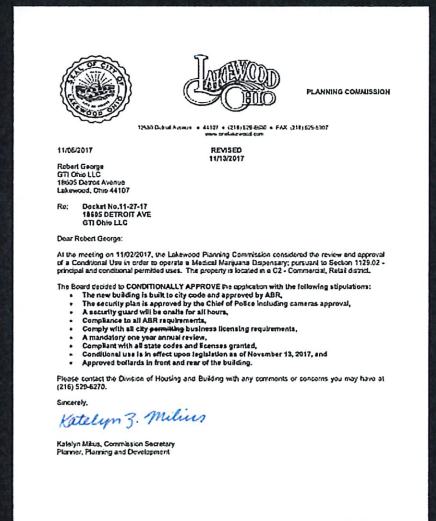 SEAL OF CITY OF
LAKEWOOD OHIO
LAKEWOOD
OHIO
PLANNING COMMISSION
12650 Detroit Avenue • 44107 • (216) 529-6630 • FAX (216) 529-5907
www.onelakewood.com
11/06/2017
REVISED
11/13/2017
Robert George
GTI Ohio LLC
18605 Detroit Avenue
Lakewood, Ohio 44107
Re: Docket No.11-27-17
18605 DETROIT AVE
GTI Ohio LLC
Dear Robert George:
At the meeting on 11/02/2017, the Lakewood Planning Commission considered the review and approval
of a Conditional Use in order to operate a Medical Marijuana Dispensary; pursuant to Section 1129.02 -
principal and conditional permitted uses. The property is located in a C2 - Commercial, Retail district.
The Board decided to CONDITIONALLY APPROVE the application with the following stipulations:
• The new building is built to city code and approved by ABR,
• The security plan is approved by the Chief of Police including cameras approval,
• A security guard will be onsite for all hours,
• Compliance to all ABR requirements,
• Comply with all city permitting business licensing requirements,
• A mandatory one year annual review,
• Compliant with all state codes and licenses granted,
• Conditional use is in effect upon legislation as of November 13, 2017, and
• Approved bollards in front and rear of the building.
Please contact the Division of Housing and Building with any comments or concerns you may have at
(216) 529-6270.
Sincerely,
Katelyn Z. Milius
Katelyn Milius, Commission Secretary
Planner, Planning and Development